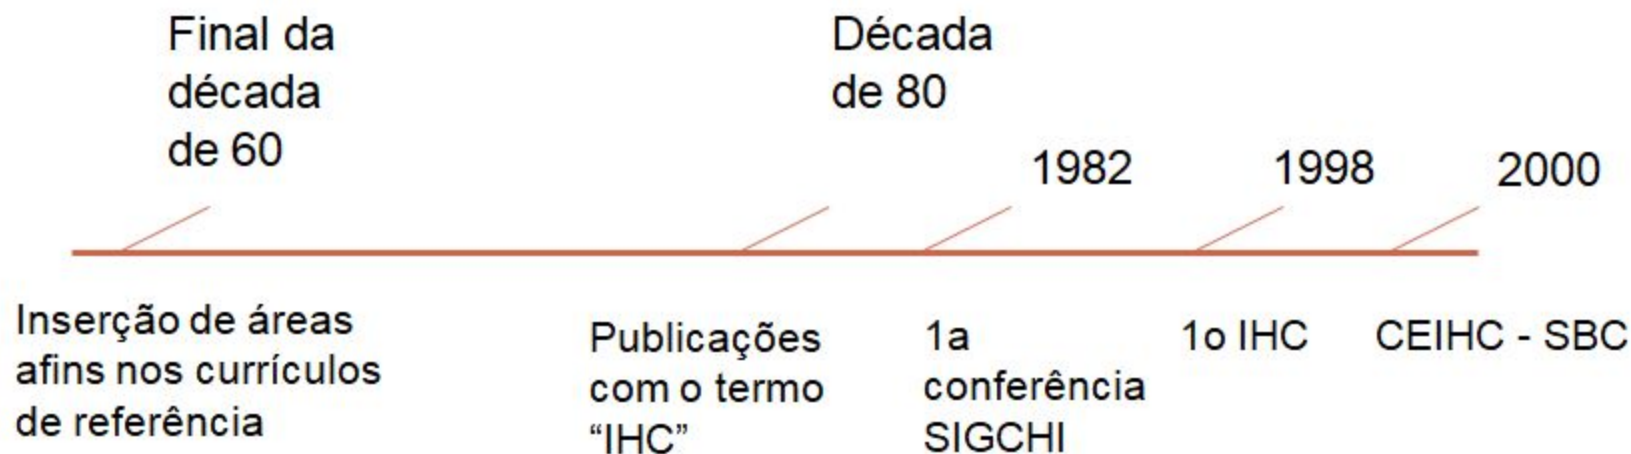 Final da
década
de 60
Década
de 80
1982
1998
2000
Inserção de áreas
afins nos currículos
de referência
Publicações
com o termo
“IHC”
1a
conferência
SIGCHI
1o IHC
CEIHC - SBC